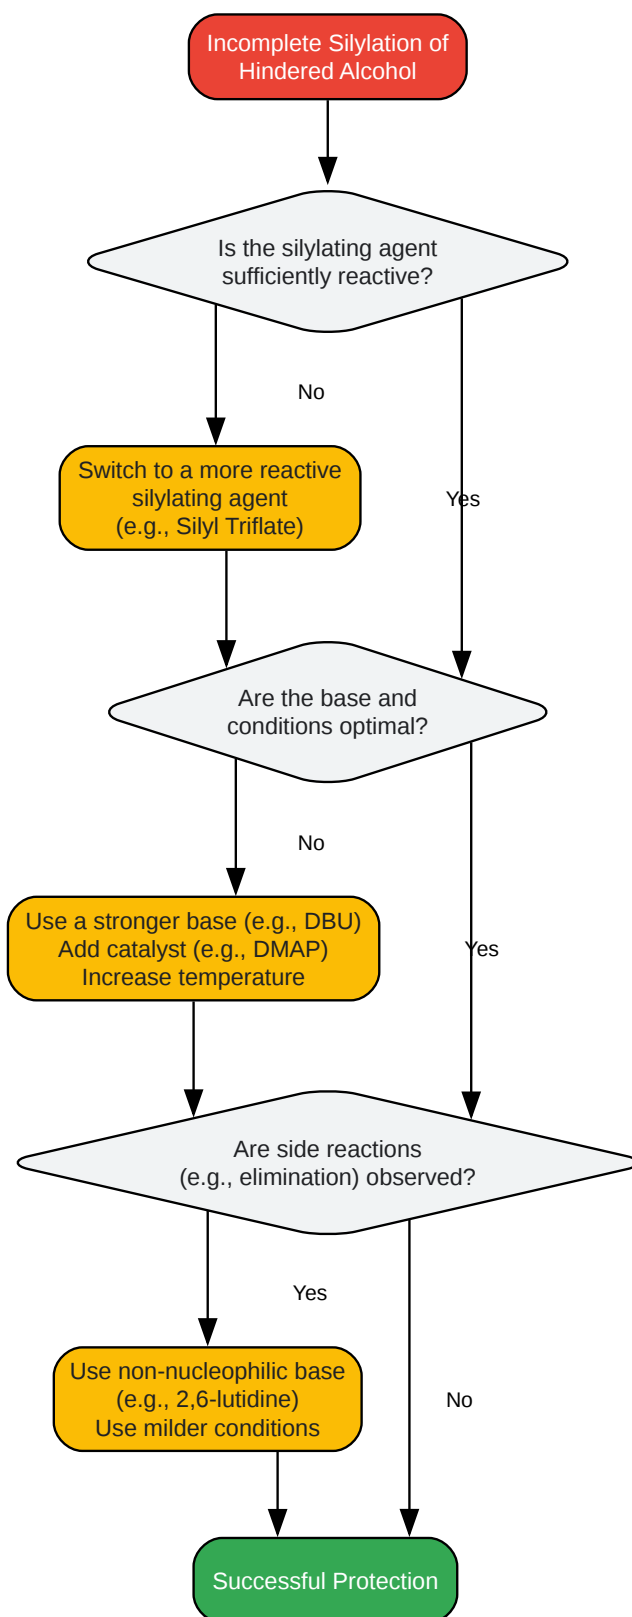 Incomplete Silylation of
Hindered Alcohol
Is the silylating agent
sufficiently reactive?
No
Switch to a more reactive
silylating agent
(e.g., Silyl Triflate)
Yes
Are the base and
conditions optimal?
No
Use a stronger base (e.g., DBU)
Add catalyst (e.g., DMAP)
Increase temperature
Yes
Are side reactions
(e.g., elimination) observed?
Yes
Use non-nucleophilic base
(e.g., 2,6-lutidine)
Use milder conditions
No
Successful Protection